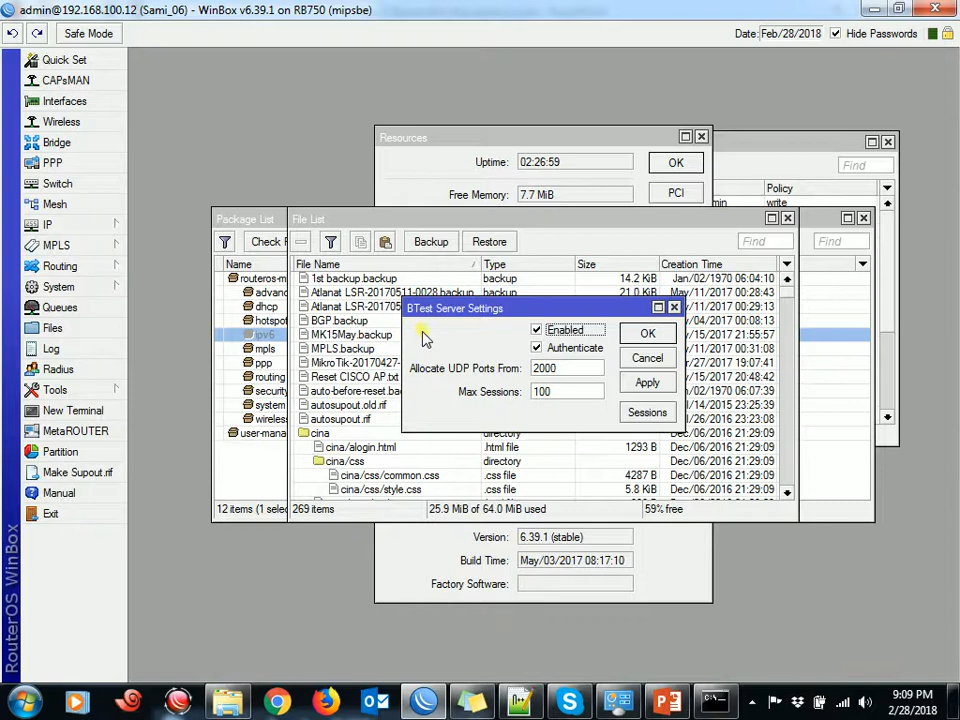 admin@192.168.100.12 (Sami_06) - WinBox v6.39.1 on RB750 (mipsbe)
Safe Mode
Date: Feb/28/2018
Hide Passwords
Quick Set
CAPsMAN
Interfaces
Wireless
Bridge
PPP
Switch
Mesh
IP
MPLS
Routing
System
Queues
Files
Log
Radius
Tools
New Terminal
MetaROUTER
Partition
Make Supout.rif
Manual
Exit
RouterOS WinBox
Resources
Uptime: 02:26:59
OK
Free Memory: 7.7 MiB
PCI
Find
Policy
write
Package List
Check
Name
routeros-m
advanc
dhcp
hotspot
ipv6
mpls
ppp
routing
security
system
wireless
user-mana
12 items (1 selec
File List
Backup
Restore
Find
Find
File Name Type Size Creation Time
1st backup.backup backup 14.2 KiB Jan/02/1970 06:04:10
Atlanat LSR-20170511-0028.backup backup 21.0 KiB May/11/2017 00:28:43
BGP.backup
MK15May.backup
MPLS.backup
MikroTik-20170427-
Reset CISCO AP.txt
auto-before-reset.ba
autosupout.old.rif
autosupout.rif
cina directory Dec/06/2016 21:29:09
cina/alogin.html .html file 1293 B Dec/06/2016 21:29:09
cina/css directory Dec/06/2016 21:29:09
cina/css/common.css .css file 4287 B Dec/06/2016 21:29:09
cina/css/style.css .css file 5.8 KiB Dec/06/2016 21:29:09
269 items
25.9 MiB of 64.0 MiB used
59% free
BTest Server Settings
Enabled
Authenticate
Allocate UDP Ports From: 2000
Max Sessions: 100
OK
Cancel
Apply
Sessions
Version: 6.39.1 (stable)
Build Time: May/03/2017 08:17:10
Factory Software:
9:09 PM
2/28/2018